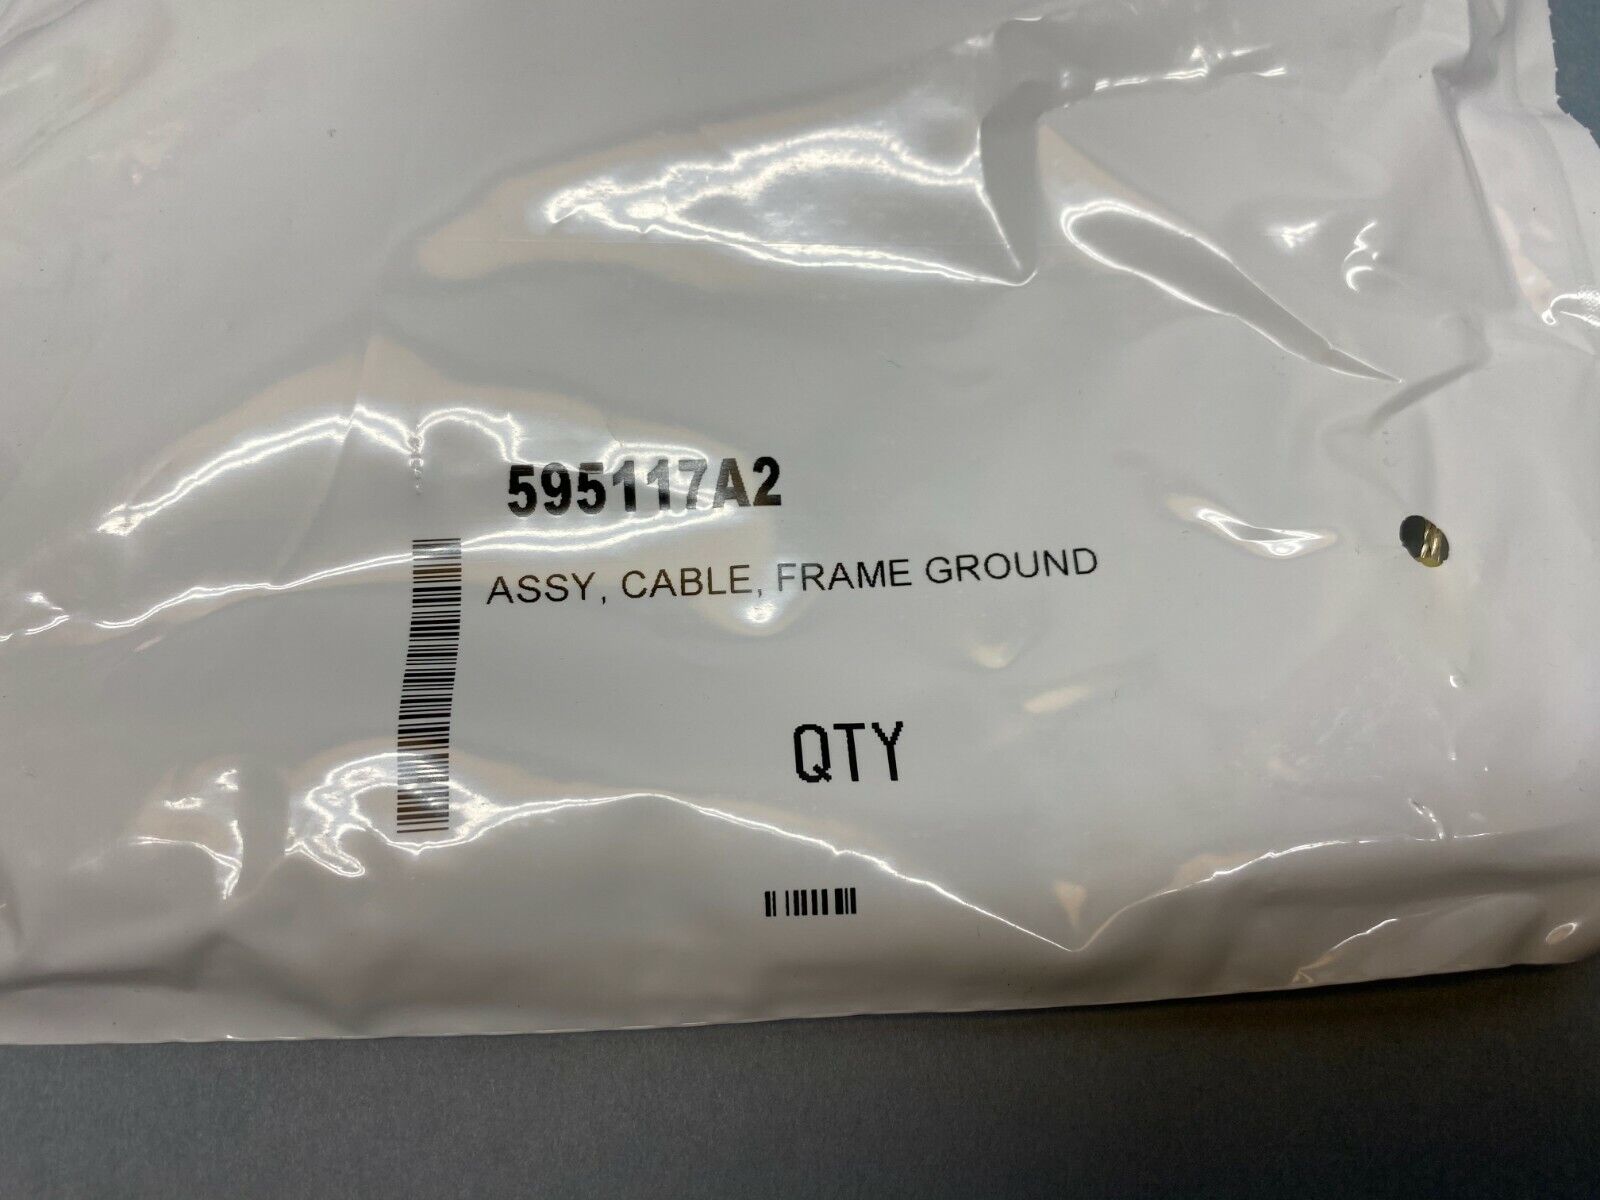 595117A2
ASSY, CABLE, FRAME GROUND
QTY